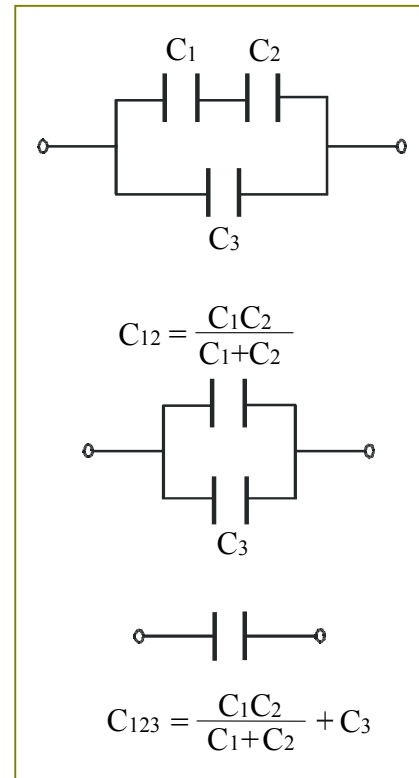 C₁ C₂
C₃
C₁₂ = C₁C₂ / C₁+C₂
C₃
C₁₂₃ = C₁C₂ / C₁+C₂ + C₃